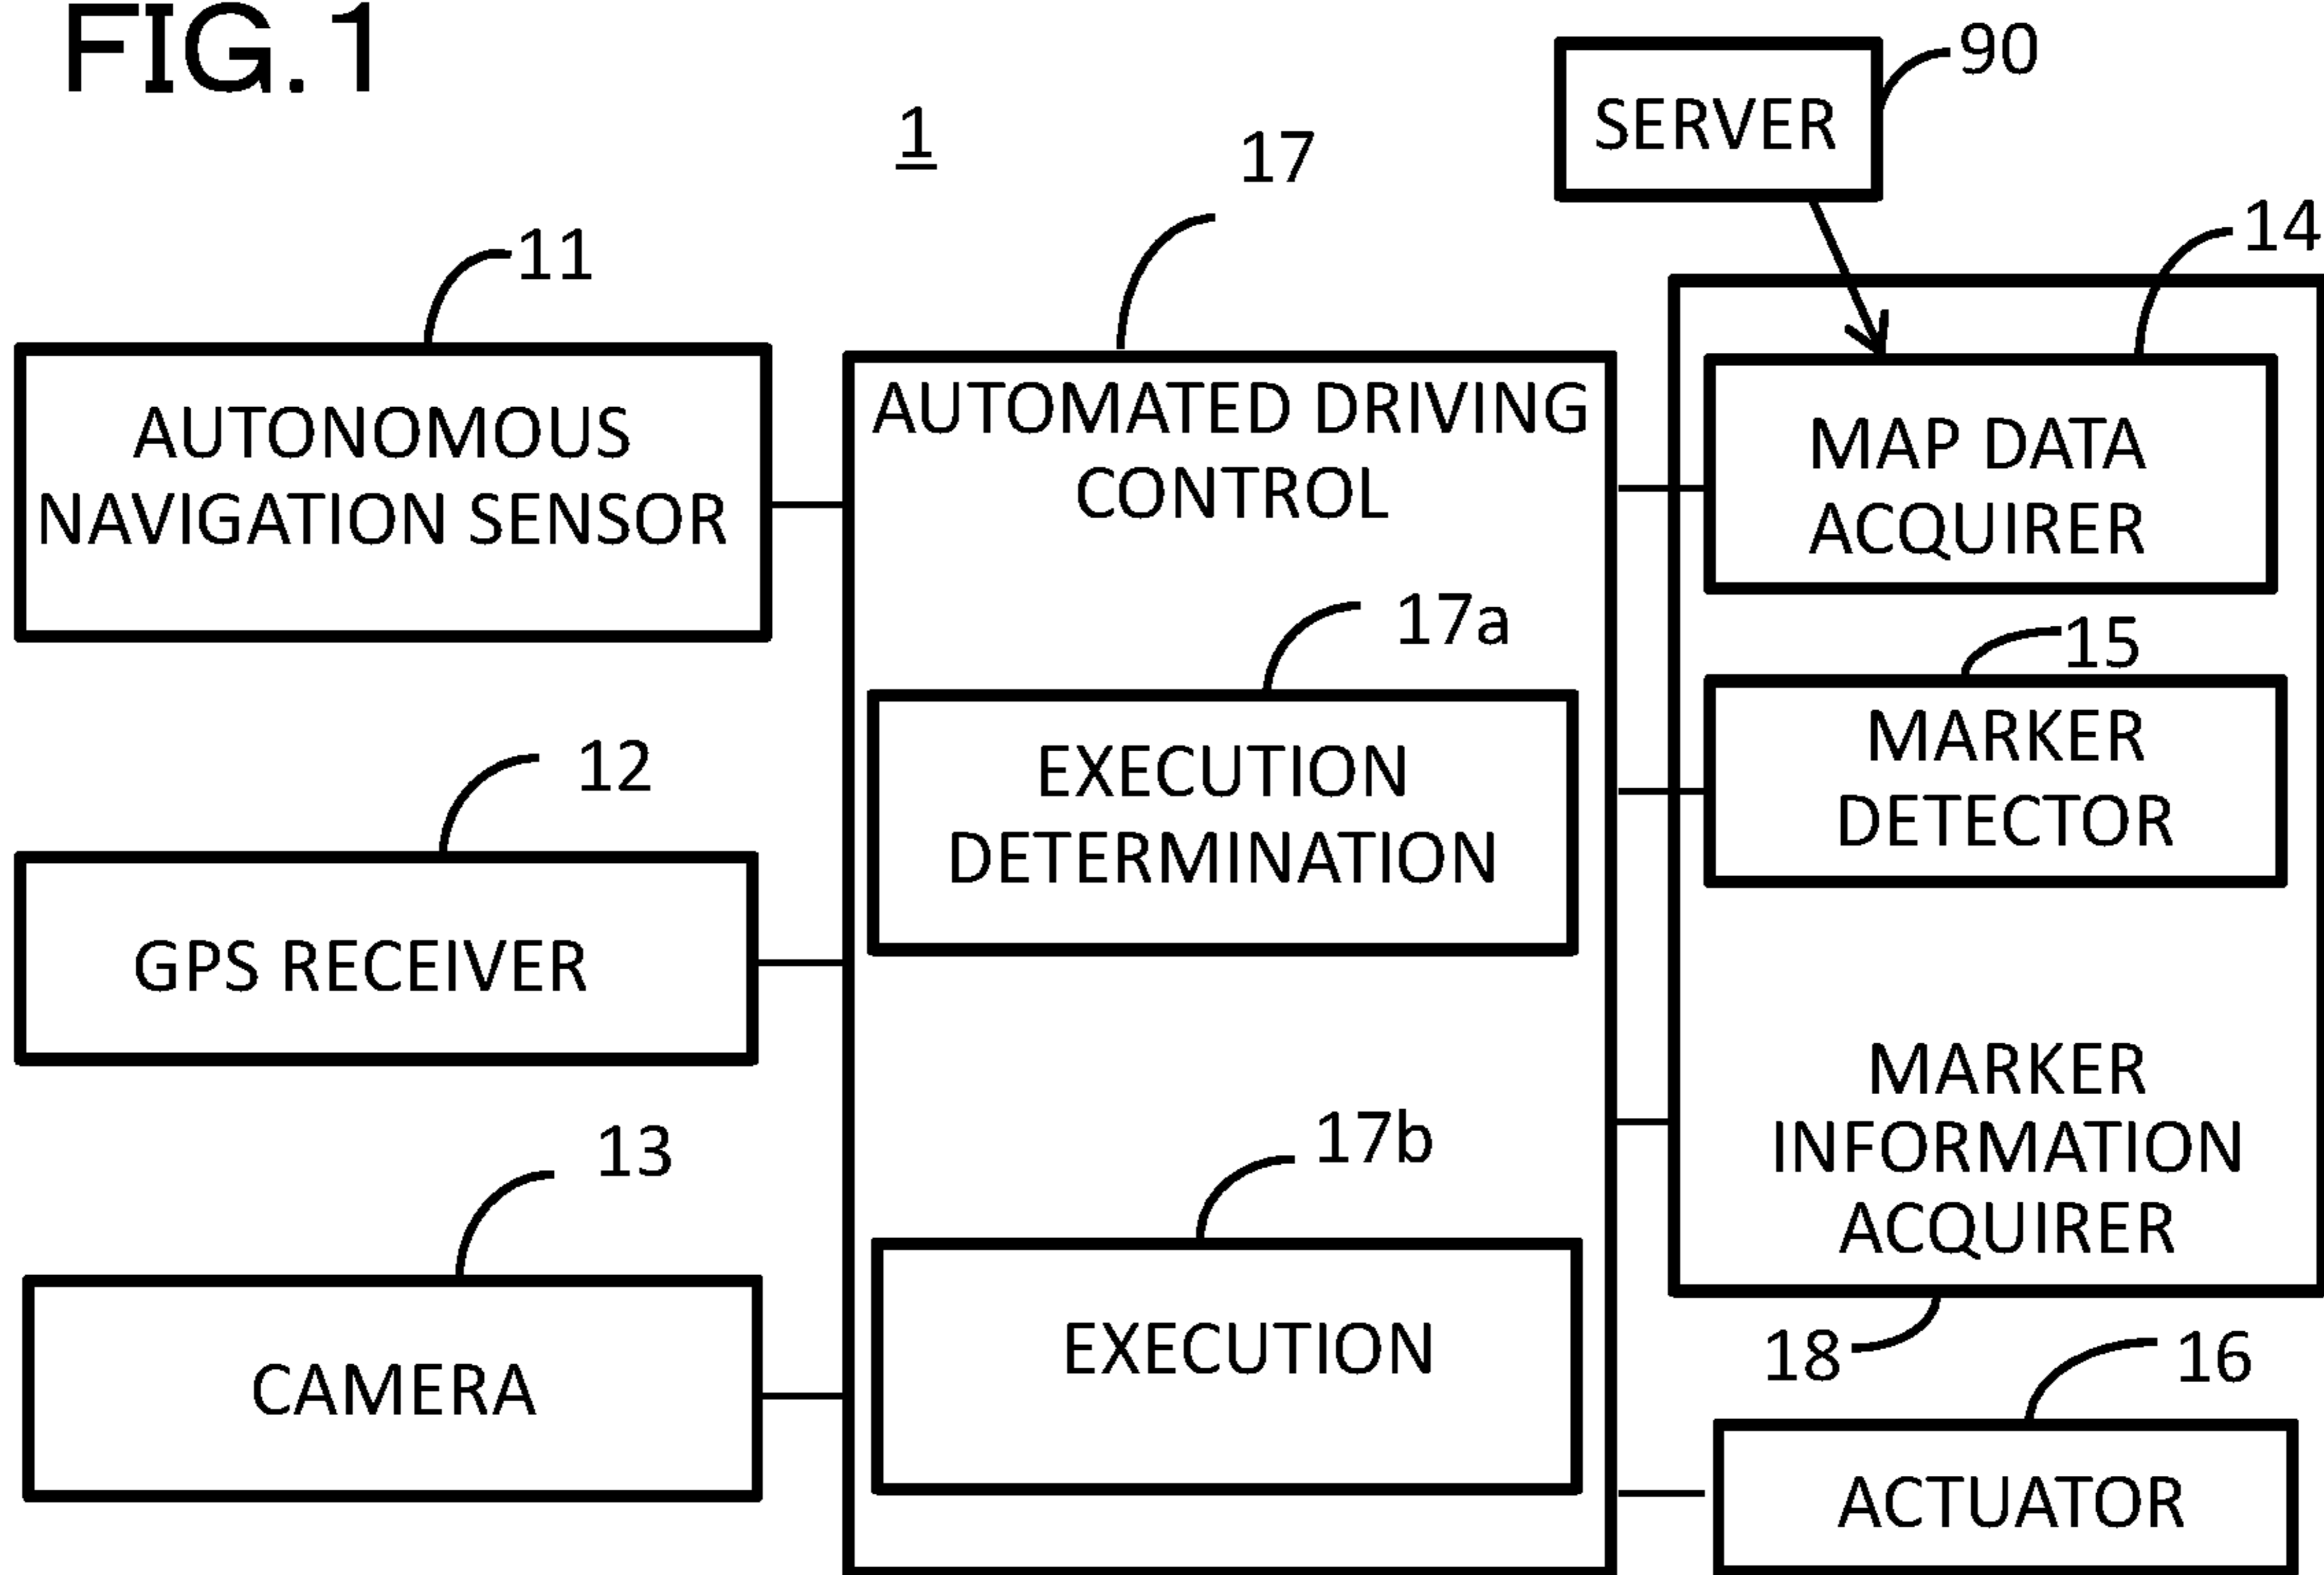 FIG.1
1
SERVER
90
11
AUTONOMOUS
NAVIGATION SENSOR
12
GPS RECEIVER
13
CAMERA
17
AUTOMATED DRIVING
CONTROL
17a
EXECUTION
DETERMINATION
17b
EXECUTION
14
MAP DATA
ACQUIRER
15
MARKER
DETECTOR
MARKER
INFORMATION
ACQUIRER
18
16
ACTUATOR